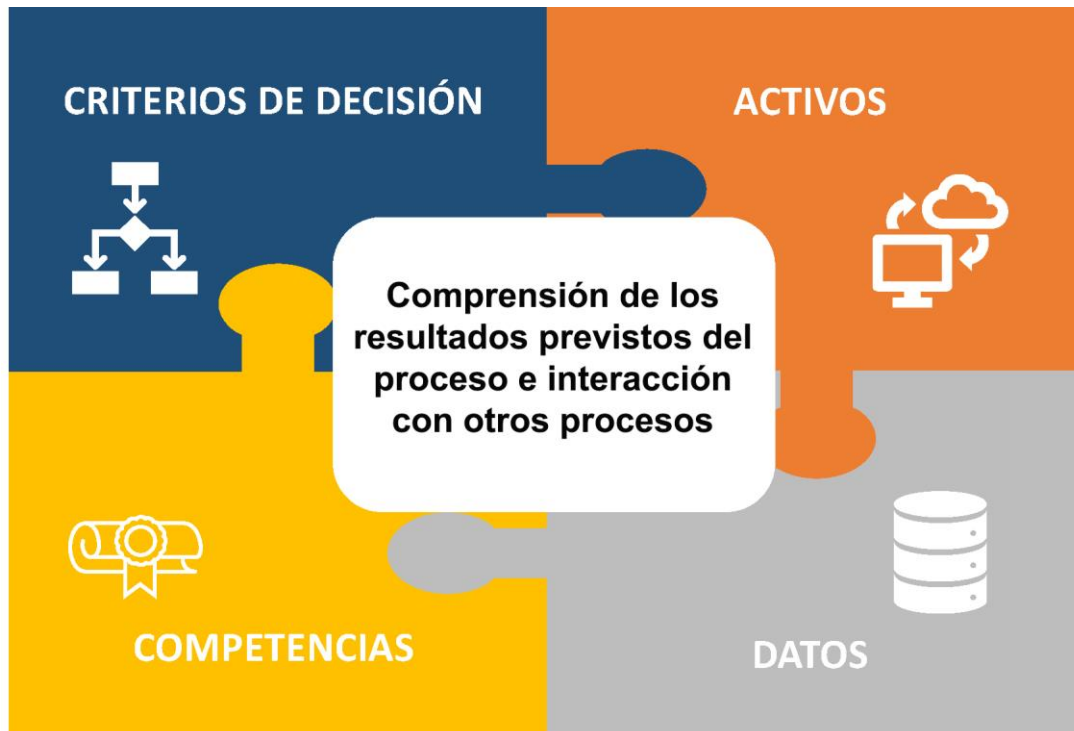 CRITERIOS DE DECISIÓN
ACTIVOS
Comprensión de los
resultados previstos del
proceso e interacción
con otros procesos
COMPETENCIAS
DATOS